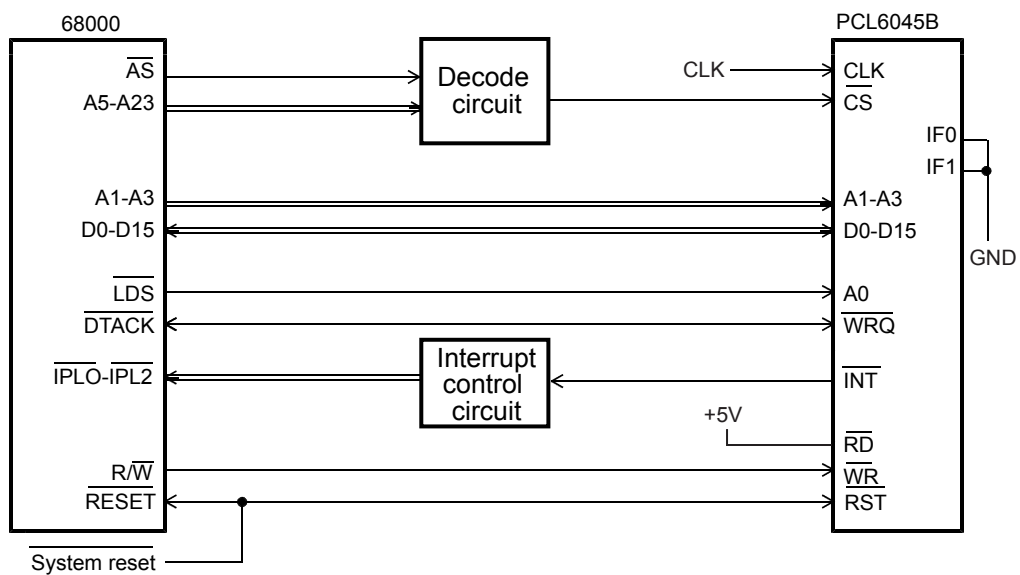 68000
PCL6045B
AS
A5-A23
Decode
circuit
CLK
CLK
CS
IF0
IF1
A1-A3
D0-D15
A1-A3
D0-D15
GND
LDS
A0
DTACK
WRQ
IPLO-IPL2
Interrupt
control
circuit
INT
+5V
RD
R/W
WR
RESET
RST
System reset